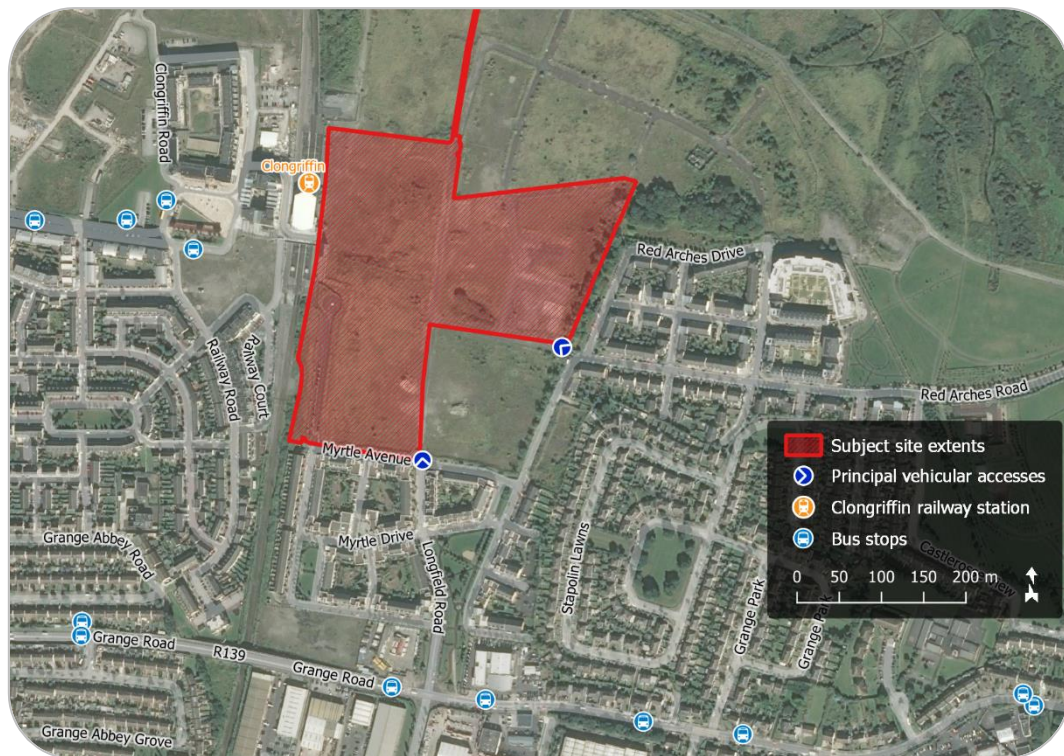 Clongriffin Road
Clongriffin
Red Arches Drive
Railway Court
Railway Road
Red Arches Road
Subject site extents
Principal vehicular accesses
Clongriffin railway station
Bus stops
0 50 100 150 200 m
Myrtle Avenue
Myrtle Drive
Longfield Road
Stapolin Lawns
Grange Abbey Road
Grange Park
Grange Park
Grange Road
R139
Grange Road
Grange Abbey Grove